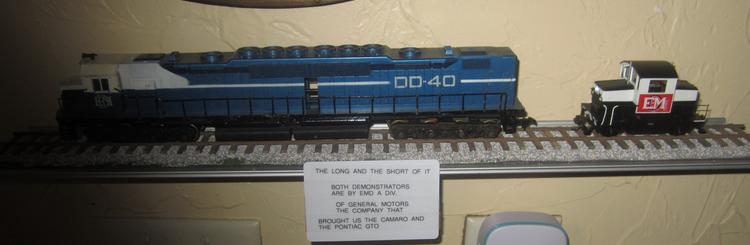 DD-40
EM
THE LONG AND THE SHORT OF IT
BOTH DEMONSTRATORS
ARE BY EMD A DIV.
OF GENERAL MOTORS
THE COMPANY THAT
BROUGHT US THE CAMARO AND
THE PONTIAC GTO